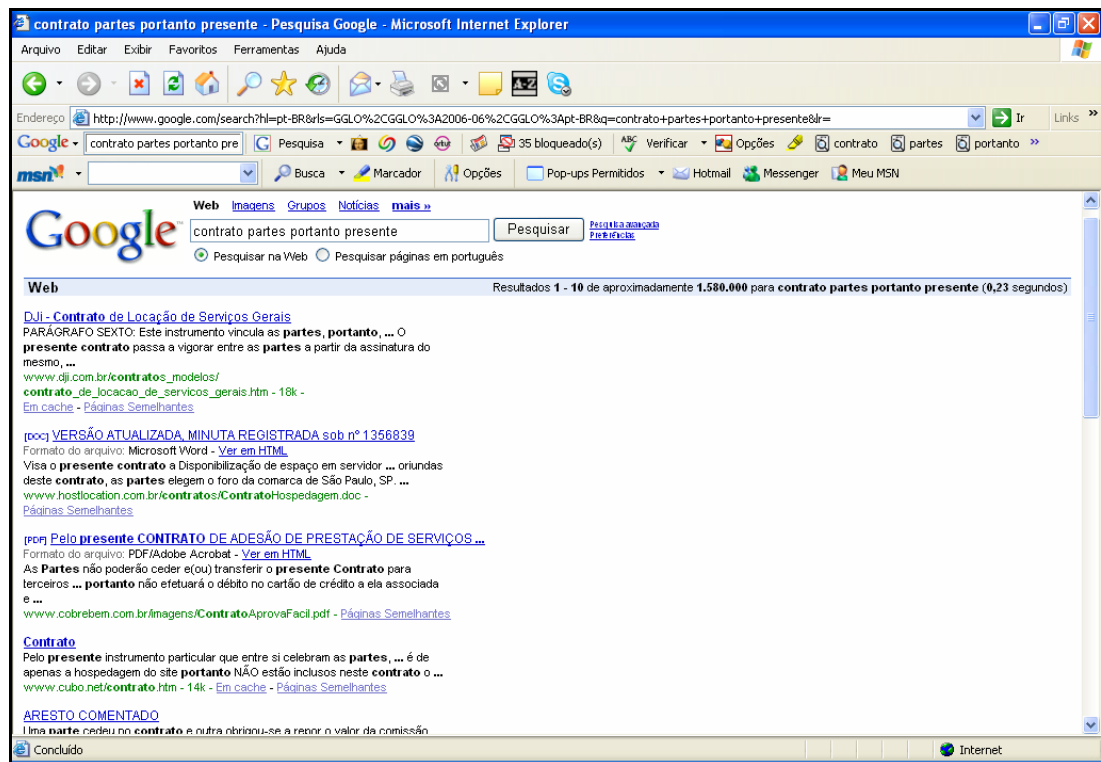 contrato partes portanto presente - Pesquisa Google - Microsoft Internet Explorer
Arquivo Editar Exibir Favoritos Ferramentas Ajuda
A-Z
Endereço http://www.google.com/search?hl=pt-BR&rls=GGLO%2CGGLO%3A2006-06%2CGGLO%3Apt-BR&q=contrato+partes+portanto+presente&lr= Ir Links »
Google contrato partes portanto pre G Pesquisa 35 bloqueado(s) ABC Verificar Opções contrato partes portanto »
msn Busca Marcador Opções Pop-ups Permitidos Hotmail Messenger Meu MSN
Web Imagens Grupos Notícias mais »
Google™ contrato partes portanto presente Pesquisar Pesquisa avançada
Preferências
Pesquisar na Web Pesquisar páginas em português
Web Resultados 1 - 10 de aproximadamente 1.580.000 para contrato partes portanto presente (0,23 segundos)
DJi - Contrato de Locação de Serviços Gerais
PARÁGRAFO SEXTO: Este instrumento vincula as partes, portanto, ... O
presente contrato passa a vigorar entre as partes a partir da assinatura do
mesmo, ...
www.dji.com.br/contratos_modelos/
contrato_de_locacao_de_servicos_gerais.htm - 18k -
Em cache - Páginas Semelhantes
[DOC] VERSÃO ATUALIZADA, MINUTA REGISTRADA sob nº 1356839
Formato do arquivo: Microsoft Word - Ver em HTML
Visa o presente contrato a Disponibilização de espaço em servidor ... oriundas
deste contrato, as partes elegem o foro da comarca de São Paulo, SP. ...
www.hostlocation.com.br/contratos/ContratoHospedagem.doc -
Páginas Semelhantes
[PDF] Pelo presente CONTRATO DE ADESÃO DE PRESTAÇÃO DE SERVIÇOS ...
Formato do arquivo: PDF/Adobe Acrobat - Ver em HTML
As Partes não poderão ceder e(ou) transferir o presente Contrato para
terceiros ... portanto não efetuará o débito no cartão de crédito a ela associada
e ...
www.cobrebem.com.br/imagens/ContratoAprovaFacil.pdf - Páginas Semelhantes
Contrato
Pelo presente instrumento particular que entre si celebram as partes, ... é de
apenas a hospedagem do site portanto NÃO estão inclusos neste contrato o ...
www.cubo.net/contrato.htm - 14k - Em cache - Páginas Semelhantes
ARESTO COMENTADO
Uma parte cedeu no contrato e outra obrigou-se a repor o valor da comissão
Concluído Internet